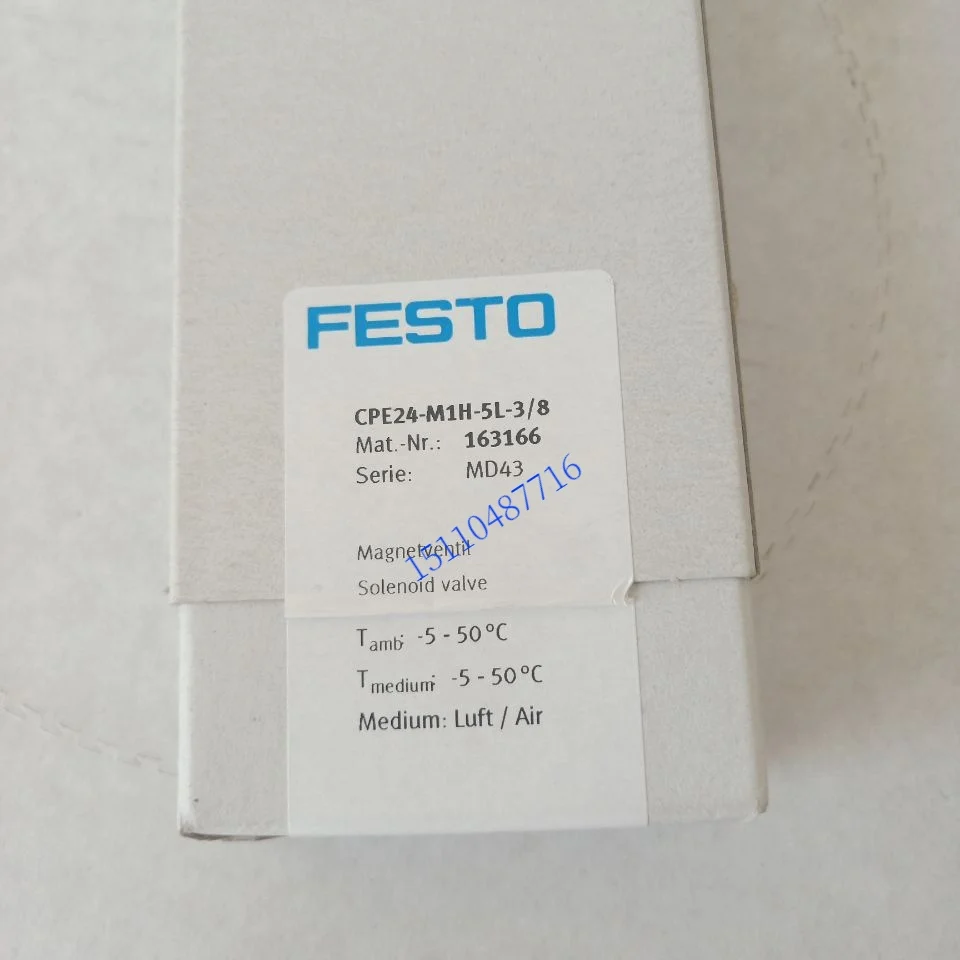 FESTO
CPE24-M1H-5L-3/8
Mat.-Nr.: 163166
Serie: MD43
15110487716
Magnetventil
Solenoid valve
Tamb: -5 - 50°C
Tmedium: -5 - 50°C
Medium: Luft / Air